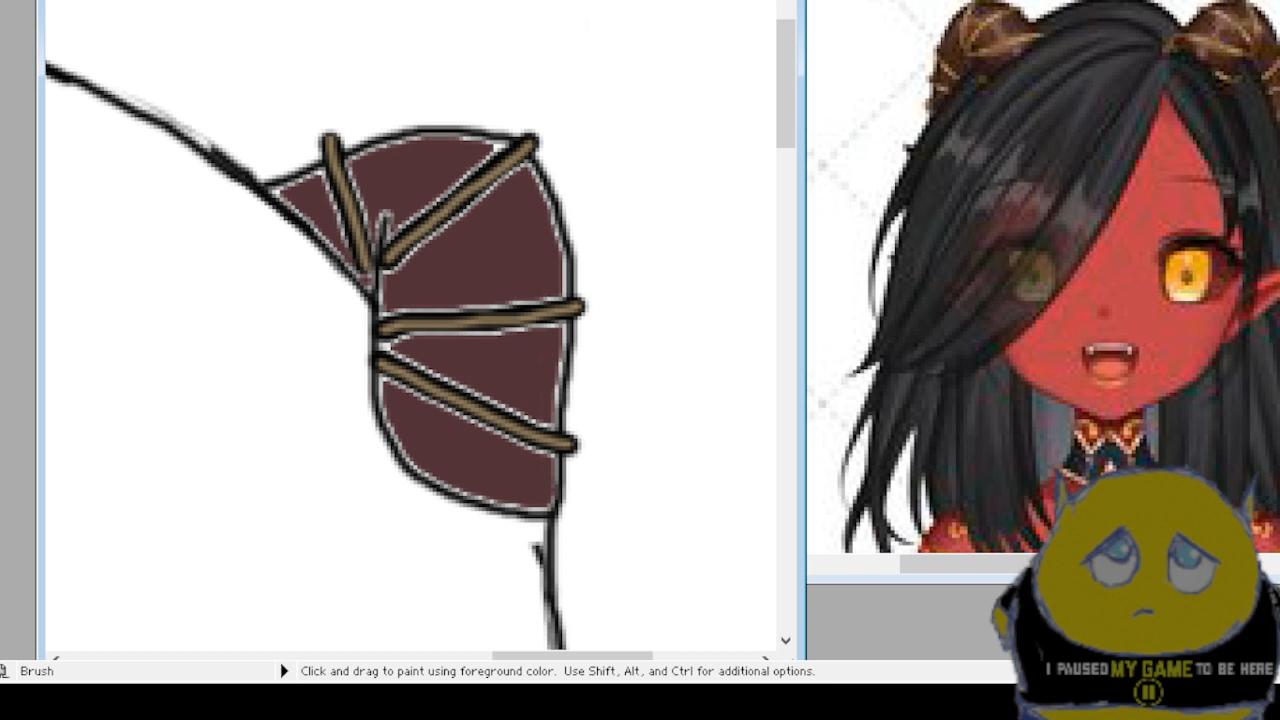 Brush
Click and drag to paint using foreground color. Use Shift, Alt, and Ctrl for additional options.
I PAUSED MY GAME TO BE HERE